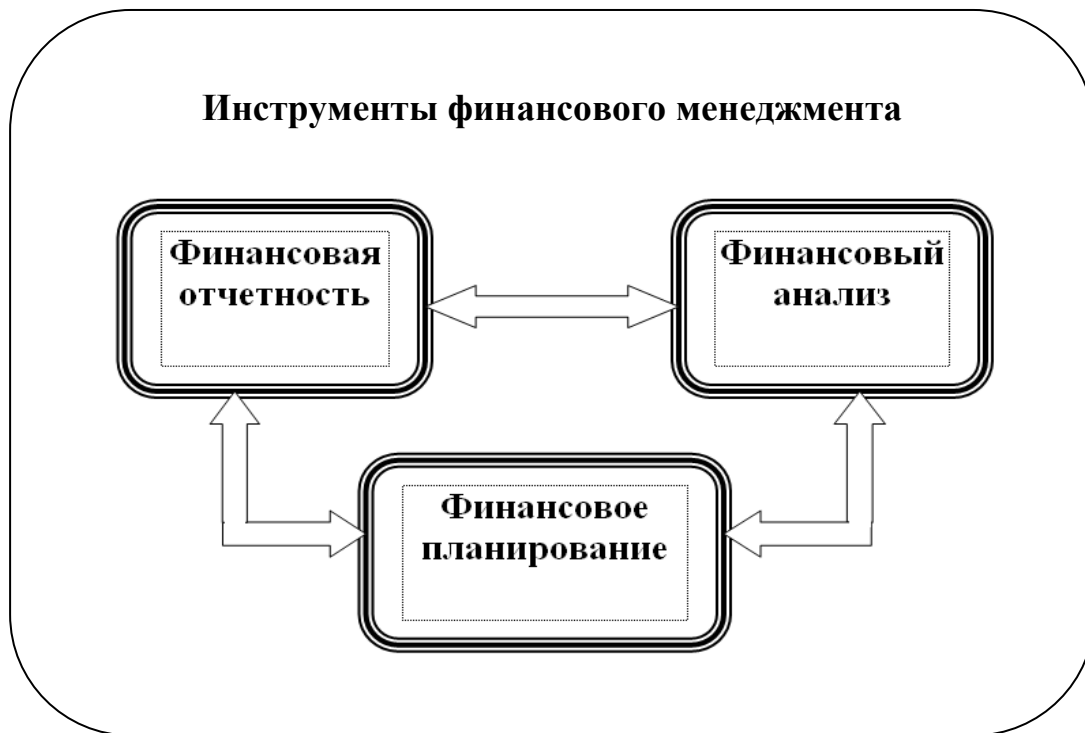 Инструменты финансового менеджмента
Финансовая
отчетность
Финансовый
анализ
Финансовое
планирование